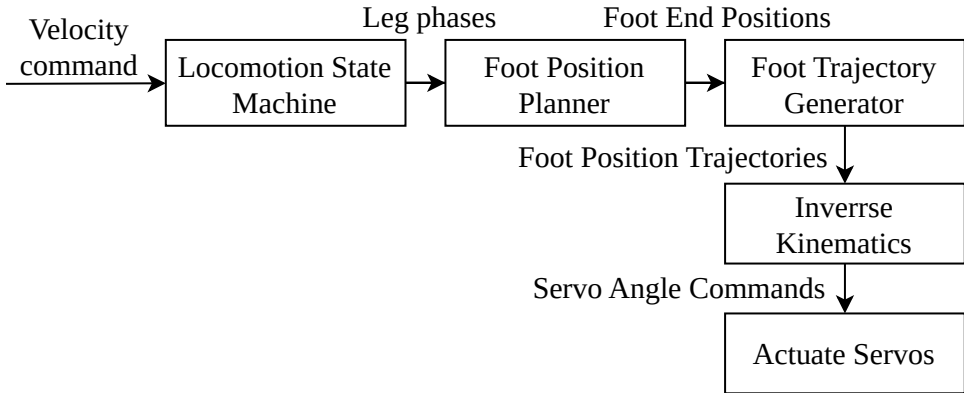 Velocity
command
Leg phases
Foot End Positions
Locomotion State
Machine
Foot Position
Planner
Foot Trajectory
Generator
Foot Position Trajectories
Inverrse
Kinematics
Servo Angle Commands
Actuate Servos